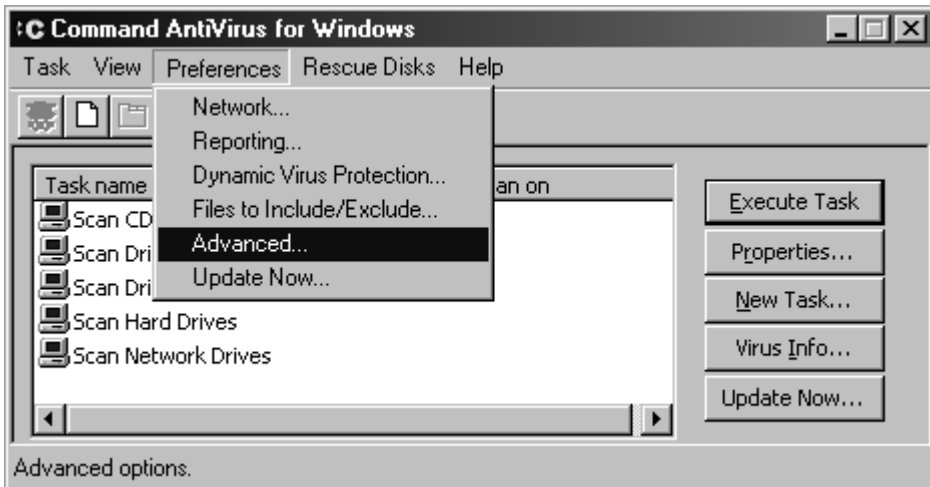 Command AntiVirus for Windows
Task View Preferences Rescue Disks Help
Network...
Reporting...
Dynamic Virus Protection...
Files to Include/Exclude...
Advanced...
Update Now...
Task name
an on
Scan CD
Scan Dri
Scan Dri
Scan Hard Drives
Scan Network Drives
Execute Task
Properties...
New Task...
Virus Info...
Update Now...
Advanced options.